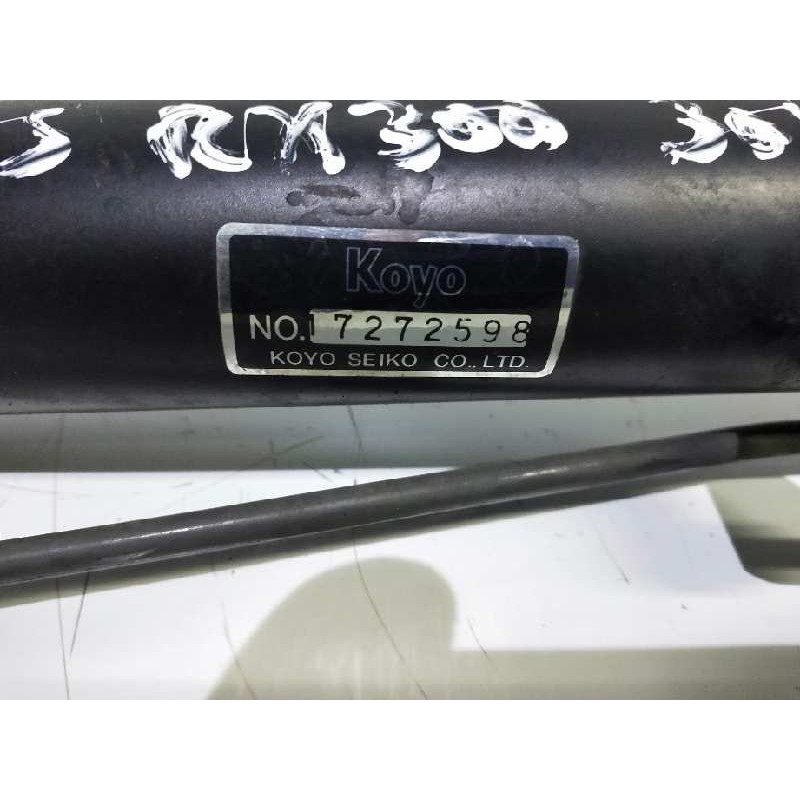 S RX300
Koyo
NO. 7272598
KOYO SEIKO CO., LTD.